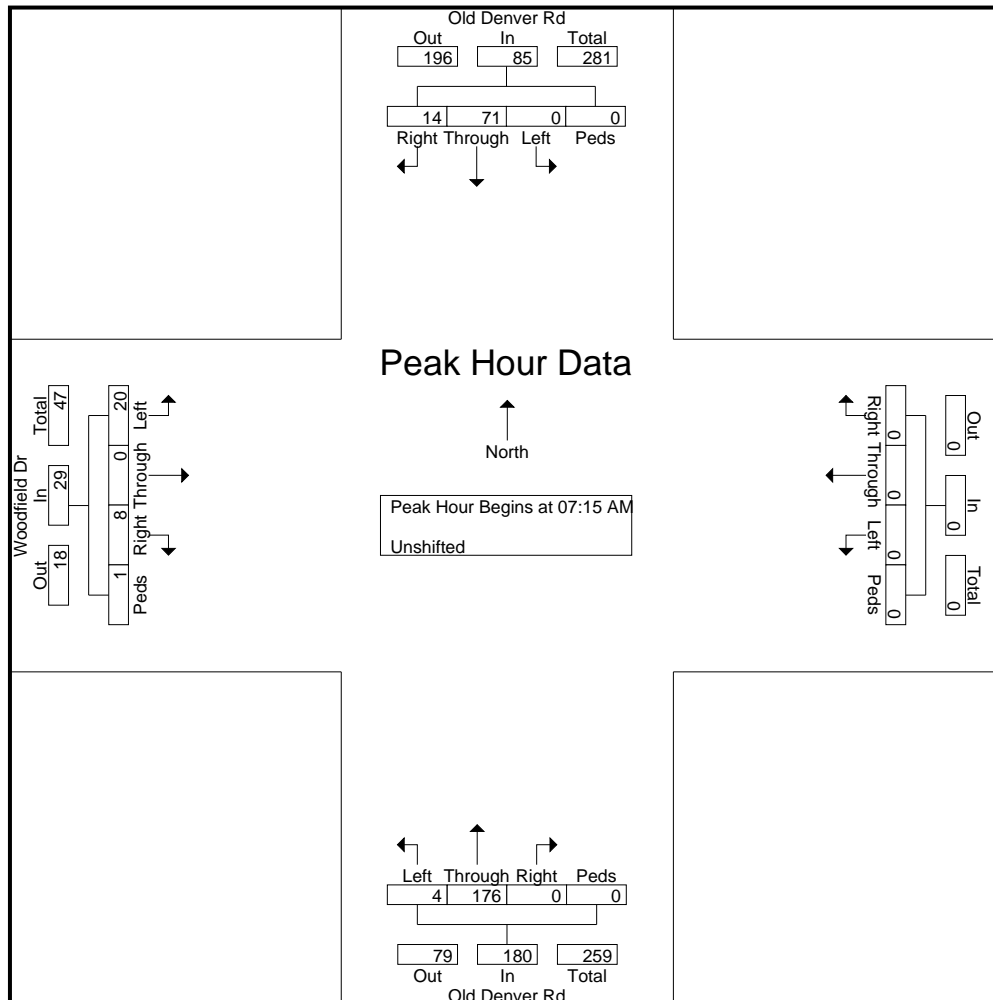 Old Denver Rd
Out In Total
196 85 281
14 71 0 0
Right Through Left Peds
Peak Hour Data
North
Peak Hour Begins at 07:15 AM
Unshifted
Woodfield Dr
Out In Total
18 29 47
1 8 0 20
Peds Right Through Left
Out In Total
0 0 0
0 0 0 0
Right Through Left Peds
Left Through Right Peds
4 176 0 0
79 180 259
Out In Total
Old Denver Rd